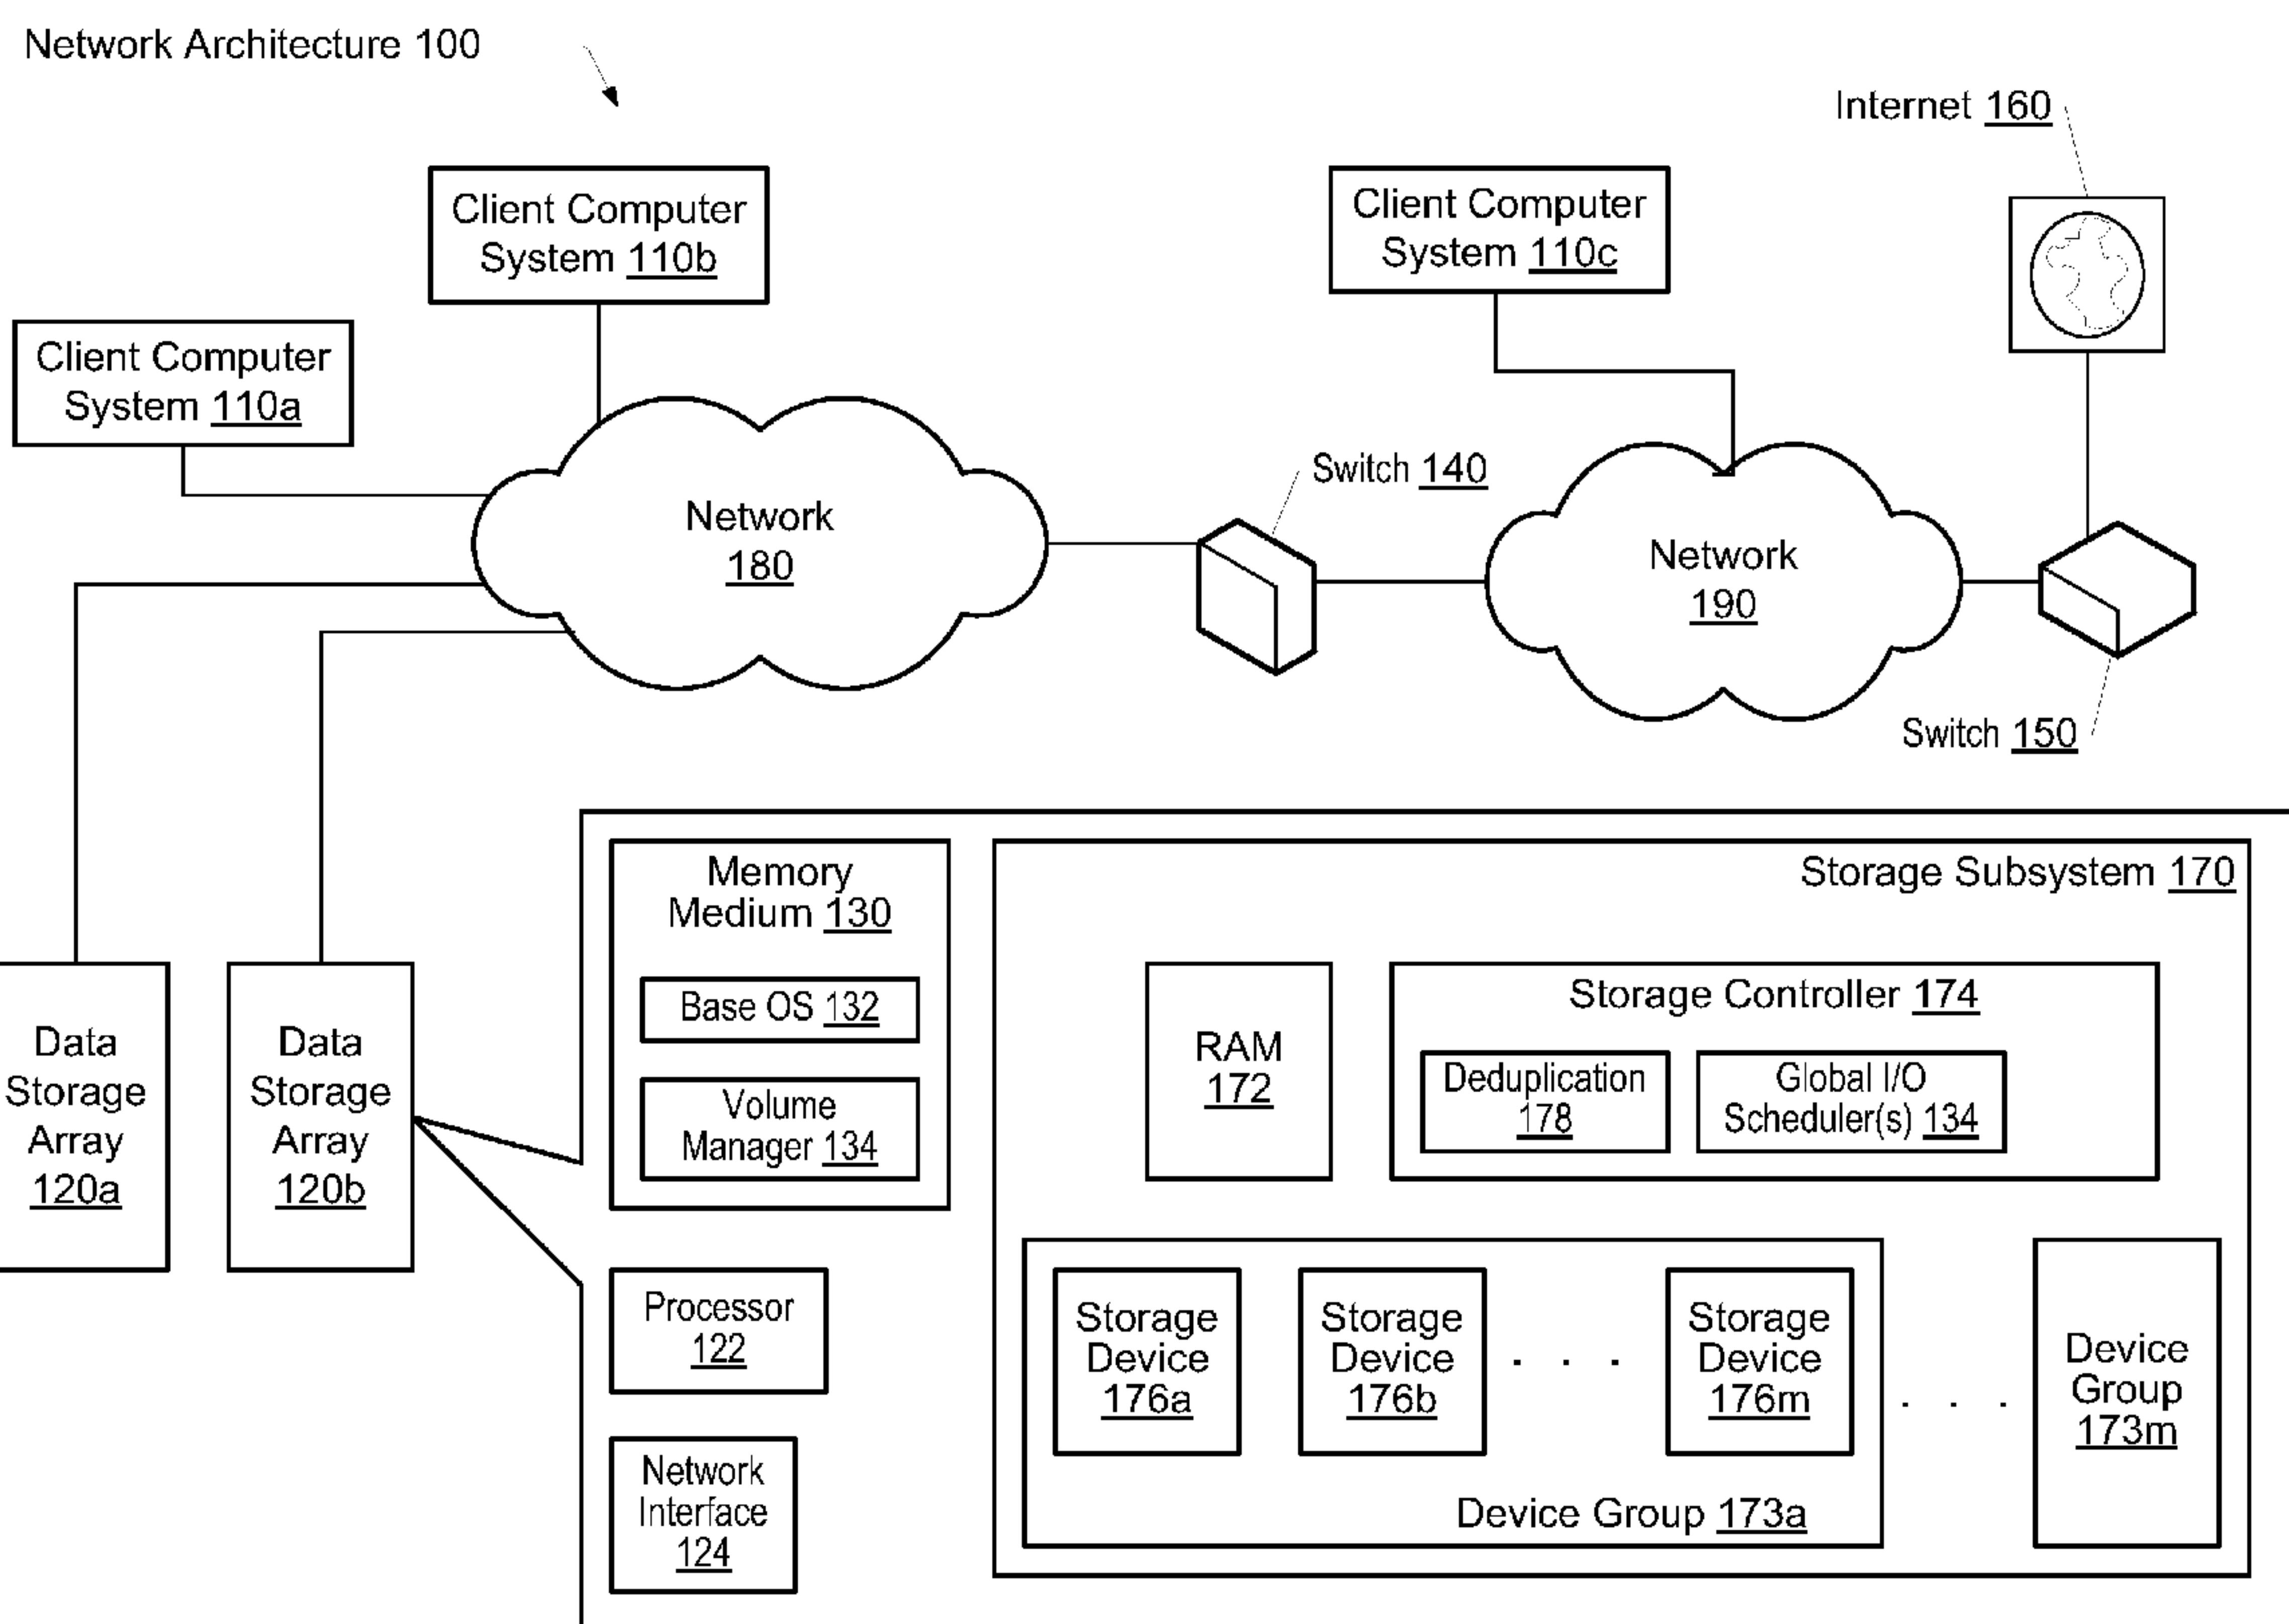 Network Architecture 100
Internet 160
Client Computer
System 110b
Client Computer
System 110c
Client Computer
System 110a
Switch 140
Network
180
Network
190
Switch 150
Memory
Medium 130
Base OS 132
Volume
Manager 134
Storage Subsystem 170
RAM
172
Storage Controller 174
Deduplication
178
Global I/O
Scheduler(s) 134
Data
Storage
Array
120a
Data
Storage
Array
120b
Processor
122
Network
Interface
124
Storage
Device
176a
Storage
Device
176b
. . .
Storage
Device
176m
Device Group 173a
. . .
Device
Group
173m